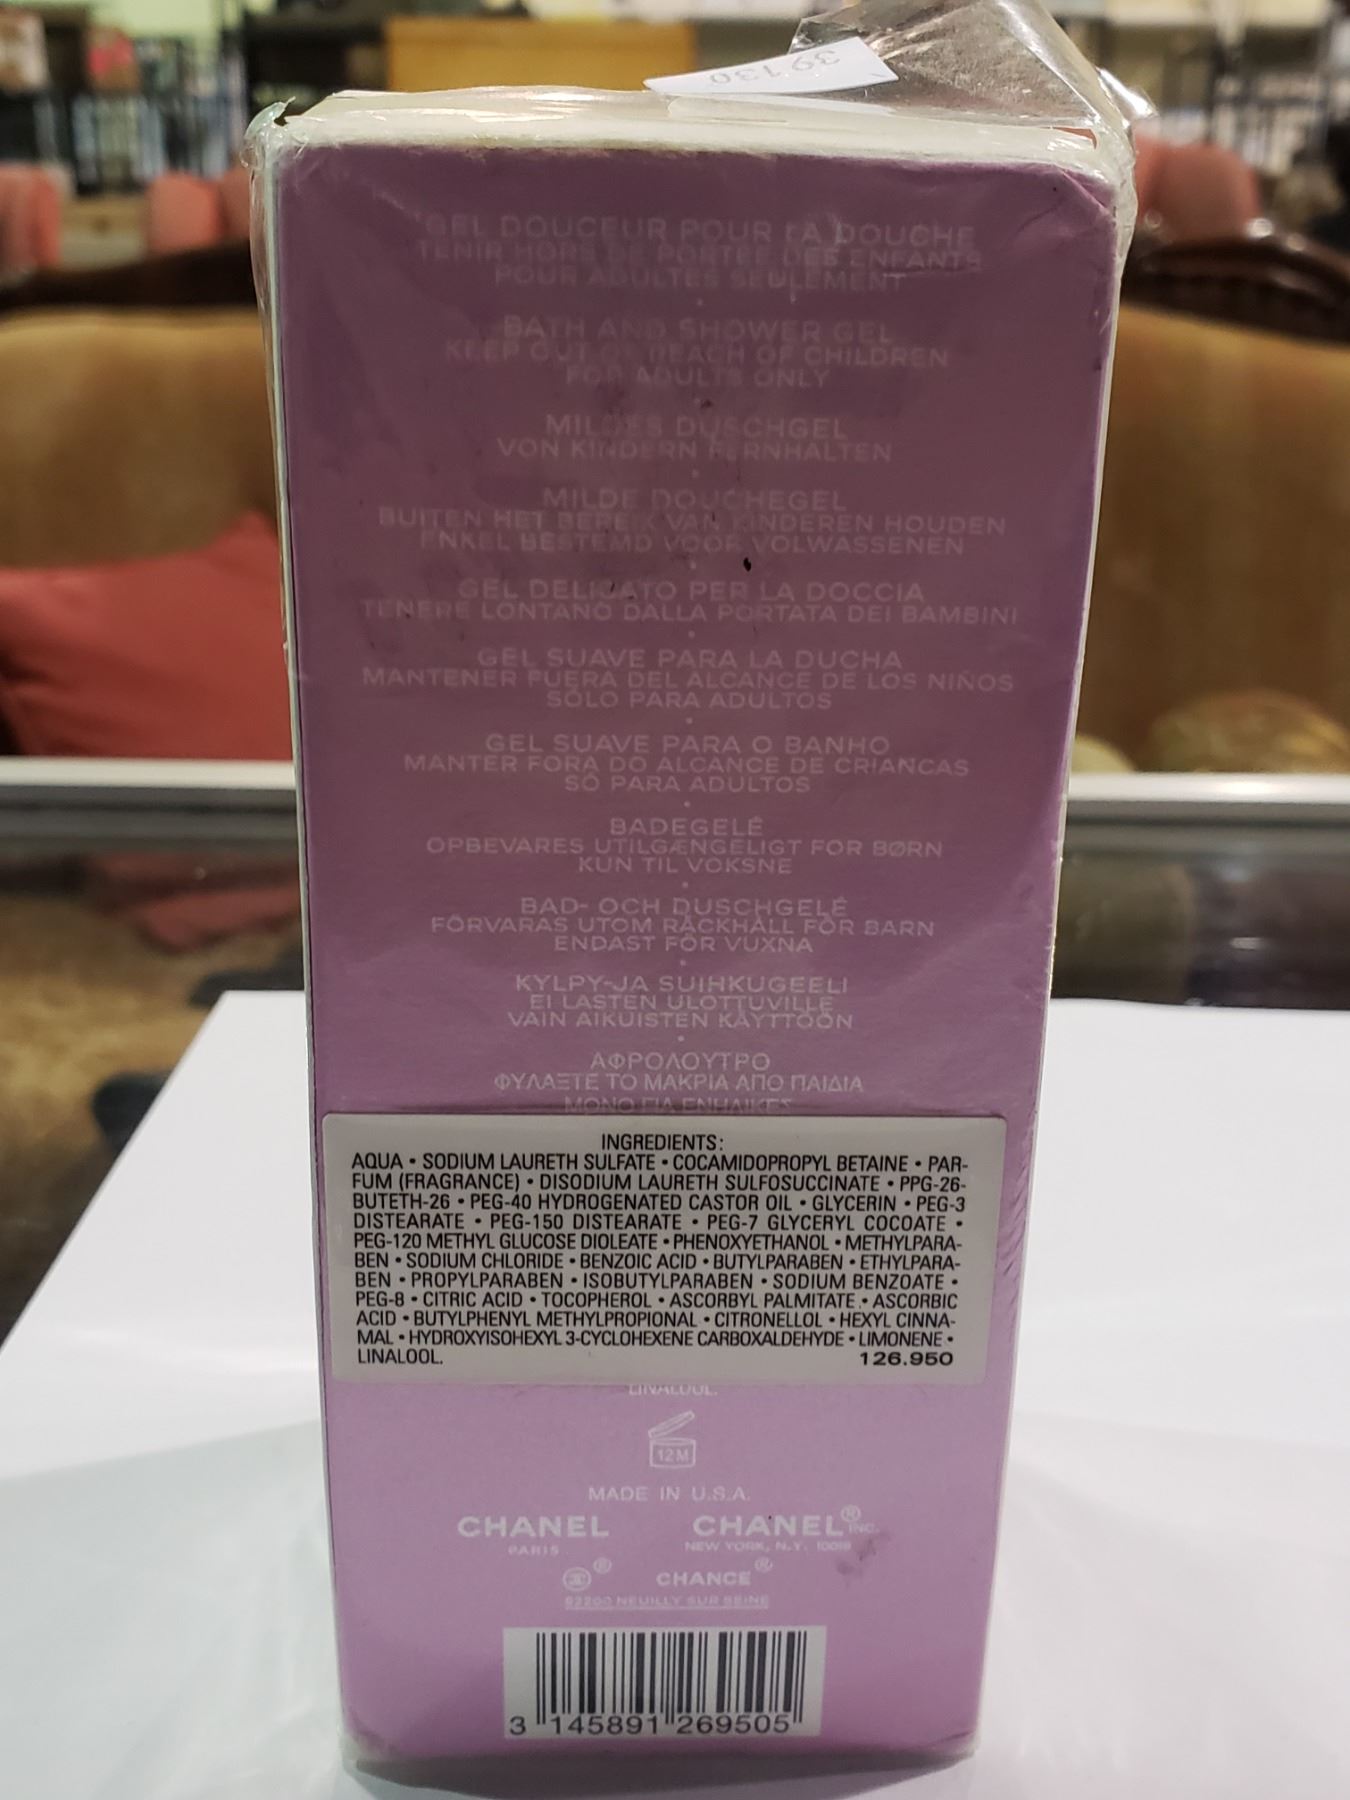 39.130
GEL DOUCEUR POUR LA DOUCHE
TENIR HORS DE PORTÉE DES ENFANTS
POUR ADULTES SEULEMENT
BATH AND SHOWER GEL
KEEP OUT OF REACH OF CHILDREN
FOR ADULTS ONLY
MILDES DUSCHGEL
VON KINDERN FERNHALTEN
MILDE DOUCHEGEL
BUITEN HET BEREIK VAN KINDEREN HOUDEN
ENKEL BESTEMD VOOR VOLWASSENEN
GEL DELICATO PER LA DOCCIA
TENERE LONTANO DALLA PORTATA DEI BAMBINI
GEL SUAVE PARA LA DUCHA
MANTENER FUERA DEL ALCANCE DE LOS NIÑOS
SÓLO PARA ADULTOS
GEL SUAVE PARA O BANHO
MANTER FORA DO ALCANCE DE CRIANCAS
SÓ PARA ADULTOS
BADEGELÉ
OPBEVARES UTILGÆNGELIGT FOR BØRN
KUN TIL VOKSNE
BAD- OCH DUSCHGELÉ
FÖRVARAS UTOM RÄCKHÅLL FÖR BARN
ENDAST FÖR VUXNA
KYLPY-JA SUIHKUGEELI
EI LASTEN ULOTTUVILLE
VAIN AIKUISTEN KÄYTTÖÖN
ΑΦΡΟΛΟΥΤΡΟ
ΦΥΛΑΞΤΕ ΤΟ ΜΑΚΡΙΑ ΑΠΟ ΠΑΙΔΙΑ
ΜΟΝΟ ΓΙΑ ΕΝΗΛΙΚΕΣ
INGREDIENTS:
AQUA • SODIUM LAURETH SULFATE • COCAMIDOPROPYL BETAINE • PAR-
FUM (FRAGRANCE) • DISODIUM LAURETH SULFOSUCCINATE • PPG-26-
BUTETH-26 • PEG-40 HYDROGENATED CASTOR OIL • GLYCERIN • PEG-3
DISTEARATE • PEG-150 DISTEARATE • PEG-7 GLYCERYL COCOATE •
PEG-120 METHYL GLUCOSE DIOLEATE • PHENOXYETHANOL • METHYLPARA-
BEN • SODIUM CHLORIDE • BENZOIC ACID • BUTYLPARABEN • ETHYLPARA-
BEN • PROPYLPARABEN • ISOBUTYLPARABEN • SODIUM BENZOATE •
PEG-8 • CITRIC ACID • TOCOPHEROL • ASCORBYL PALMITATE • ASCORBIC
ACID • BUTYLPHENYL METHYLPROPIONAL • CITRONELLOL • HEXYL CINNA-
MAL • HYDROXYISOHEXYL 3-CYCLOHEXENE CARBOXALDEHYDE • LIMONENE •
LINALOOL. 126.950
LINALOOL.
12 M
MADE IN U.S.A.
CHANEL CHANEL® INC.
PARIS NEW YORK, N.Y. 10019
® CHANCE®
92200 NEUILLY SUR SEINE
3 145891 269505